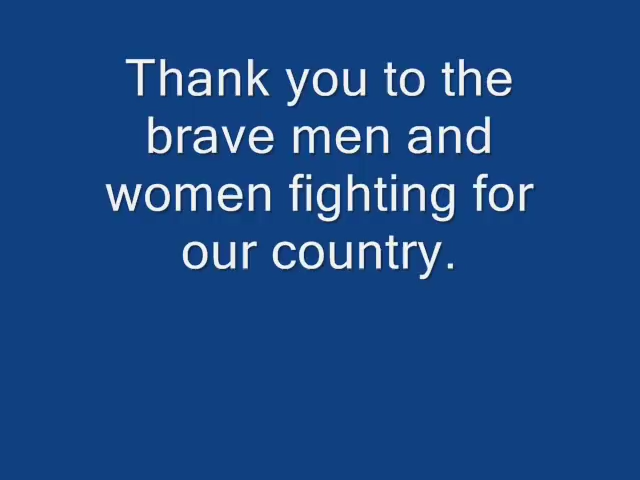 Thank you to the
brave men and
women fighting for
our country.